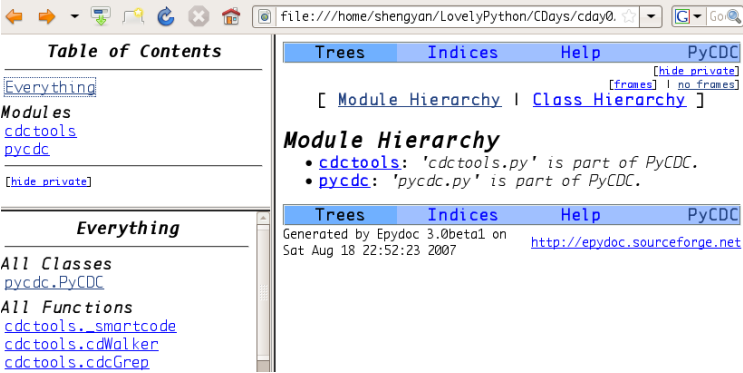 file:///home/shengyan/LovelyPython/CDays/cday0.
G
Table of Contents
Everything
Modules
cdctools
pycdc
[hide private]
Everything
All Classes
pycdc.PyCDC
All Functions
cdctools._smartcode
cdctools.cdWalker
cdctools.cdcGrep
Trees Indices Help PyCDC
[hide private]
[frames] | no frames]
[ Module Hierarchy | Class Hierarchy ]
Module Hierarchy
• cdctools: 'cdctools.py' is part of PyCDC.
• pycdc: 'pycdc.py' is part of PyCDC.
Trees Indices Help PyCDC
Generated by Epydoc 3.0beta1 on
Sat Aug 18 22:52:23 2007
http://epydoc.sourceforge.net